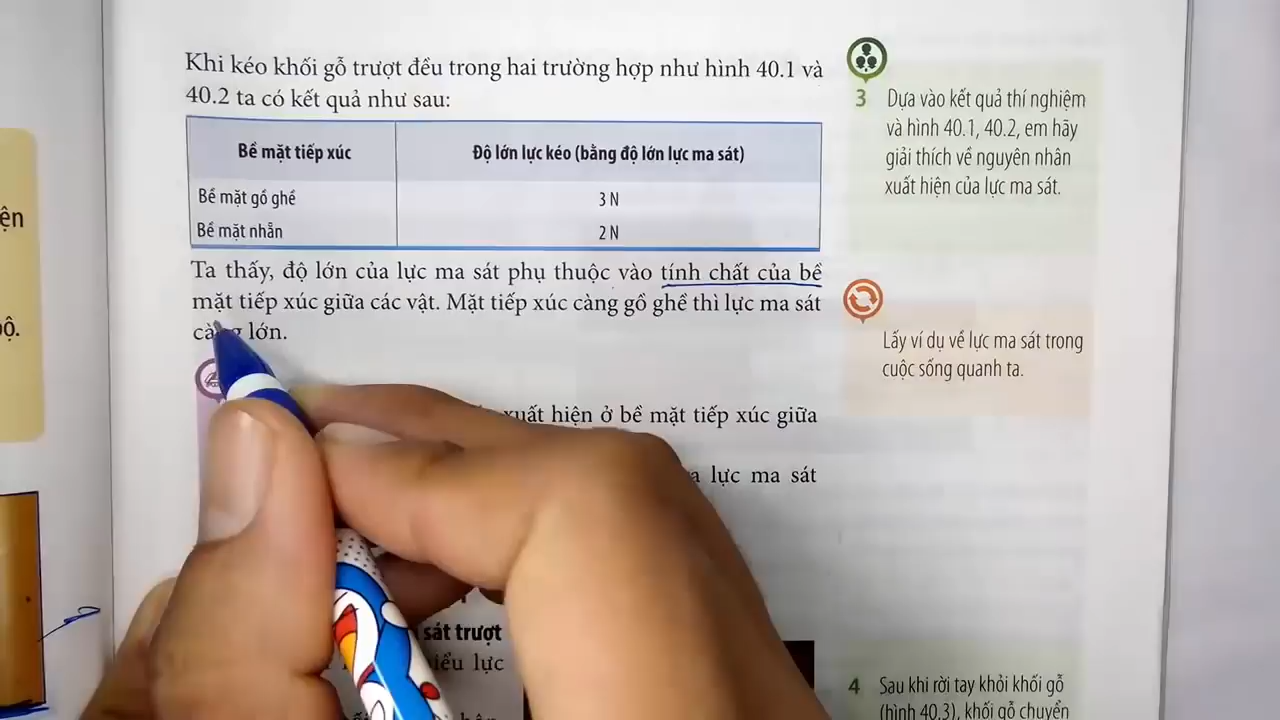 Khi kéo khối gỗ trượt đều trong hai trường hợp như hình 40.1 và
40.2 ta có kết quả như sau:
Bề mặt tiếp xúc
Độ lớn lực kéo (bằng độ lớn lực ma sát)
Bề mặt gồ ghề
3 N
Bề mặt nhẵn
2 N
Ta thấy, độ lớn của lực ma sát phụ thuộc vào tính chất của bề
mặt tiếp xúc giữa các vật. Mặt tiếp xúc càng gồ ghề thì lực ma sát
lớn.
xuất hiện ở bề mặt tiếp xúc giữa
lực ma sát
sát trượt
lực
3 Dựa vào kết quả thí nghiệm
và hình 40.1, 40.2, em hãy
giải thích về nguyên nhân
xuất hiện của lực ma sát.
Lấy ví dụ về lực ma sát trong
cuộc sống quanh ta.
4 Sau khi rời tay khỏi khối gỗ
(hình 40.3), khối gỗ chuyển